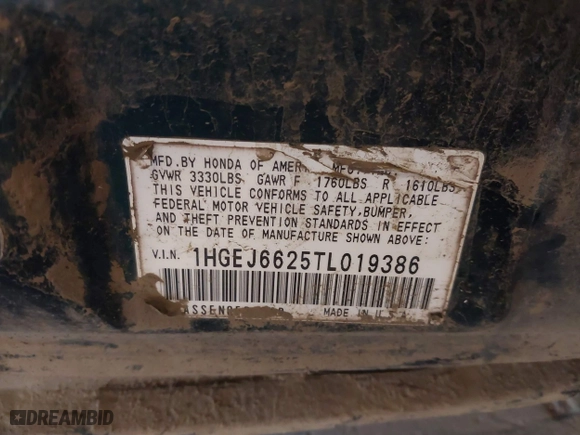 MFD.BY HONDA OF AMER
GVWR 3330LBS GAWR F 1760LBS R 1610LBS
THIS VEHICLE CONFORMS TO ALL APPLICABLE
FEDERAL MOTOR VEHICLE SAFETY,BUMPER,
AND THEFT PREVENTION STANDARDS IN EFFECT
ON THE DATE OF MANUFACTURE SHOWN ABOVE:
V.I.N. 1HGEJ6625TL019386
ASSENGE MADE IN U.S.A
DREAMBID